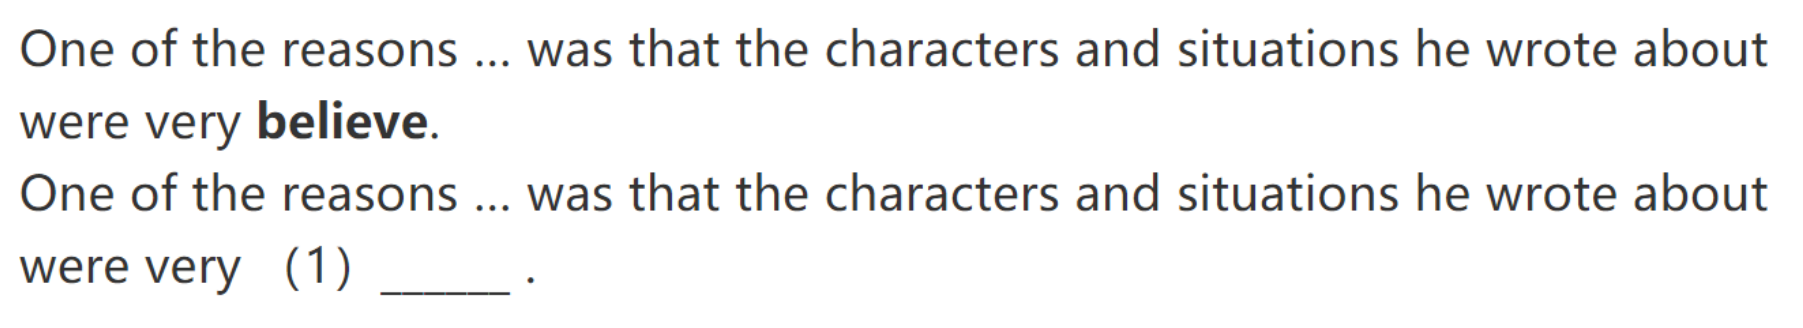 One of the reasons ... was that the characters and situations he wrote about
were very believe.
One of the reasons ... was that the characters and situations he wrote about
were very （1）______ .